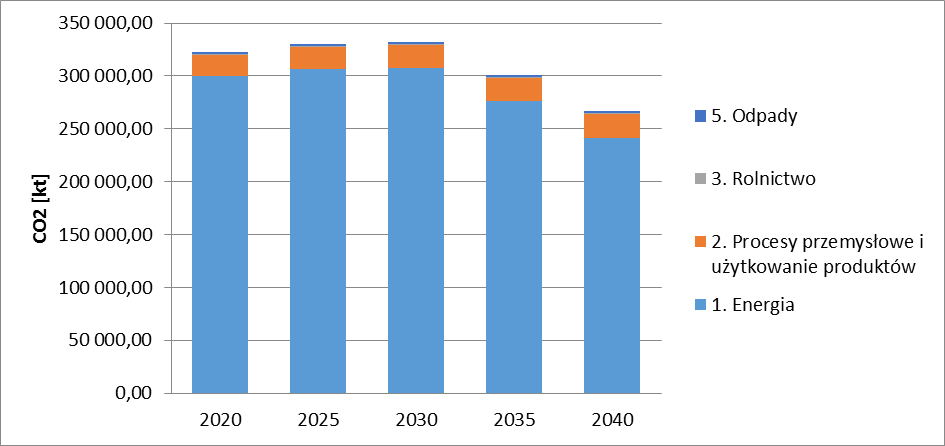 350 000,00
300 000,00
250 000,00
200 000,00
150 000,00
100 000,00
50 000,00
0,00
CO2 [kt]
2020 2025 2030 2035 2040
5. Odpady
3. Rolnictwo
2. Procesy przemysłowe i
użytkowanie produktów
1. Energia